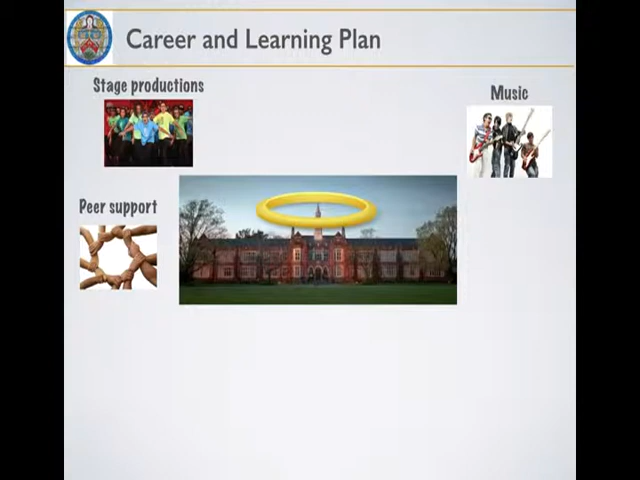 Career and Learning Plan
Stage productions
Music
Peer support